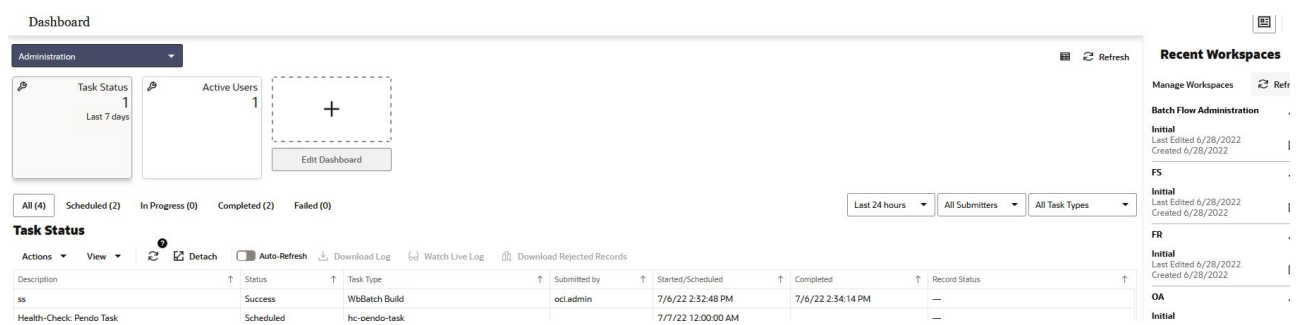 Dashboard
Administration
Refresh
Task Status
1
Last 7 days
Active Users
1
+
Edit Dashboard
All (4) Scheduled (2) In Progress (0) Completed (2) Failed (0)
Last 24 hours All Submitters All Task Types
Task Status
?
Actions View Detach Auto-Refresh Download Log Watch Live Log Download Rejected Records
Description Status Task Type Submitted by Started/Scheduled Completed Record Status
ss Success WbBatch Build oci.admin 7/6/22 2:32:48 PM 7/6/22 2:34:14 PM —
Health-Check: Pendo Task Scheduled hc-pendo-task 7/7/22 12:00:00 AM —
Recent Workspaces
Manage Workspaces Refr
Batch Flow Administration
Initial
Last Edited 6/28/2022
Created 6/28/2022
FS
Initial
Last Edited 6/28/2022
Created 6/28/2022
FR
Initial
Last Edited 6/28/2022
Created 6/28/2022
OA
Initial